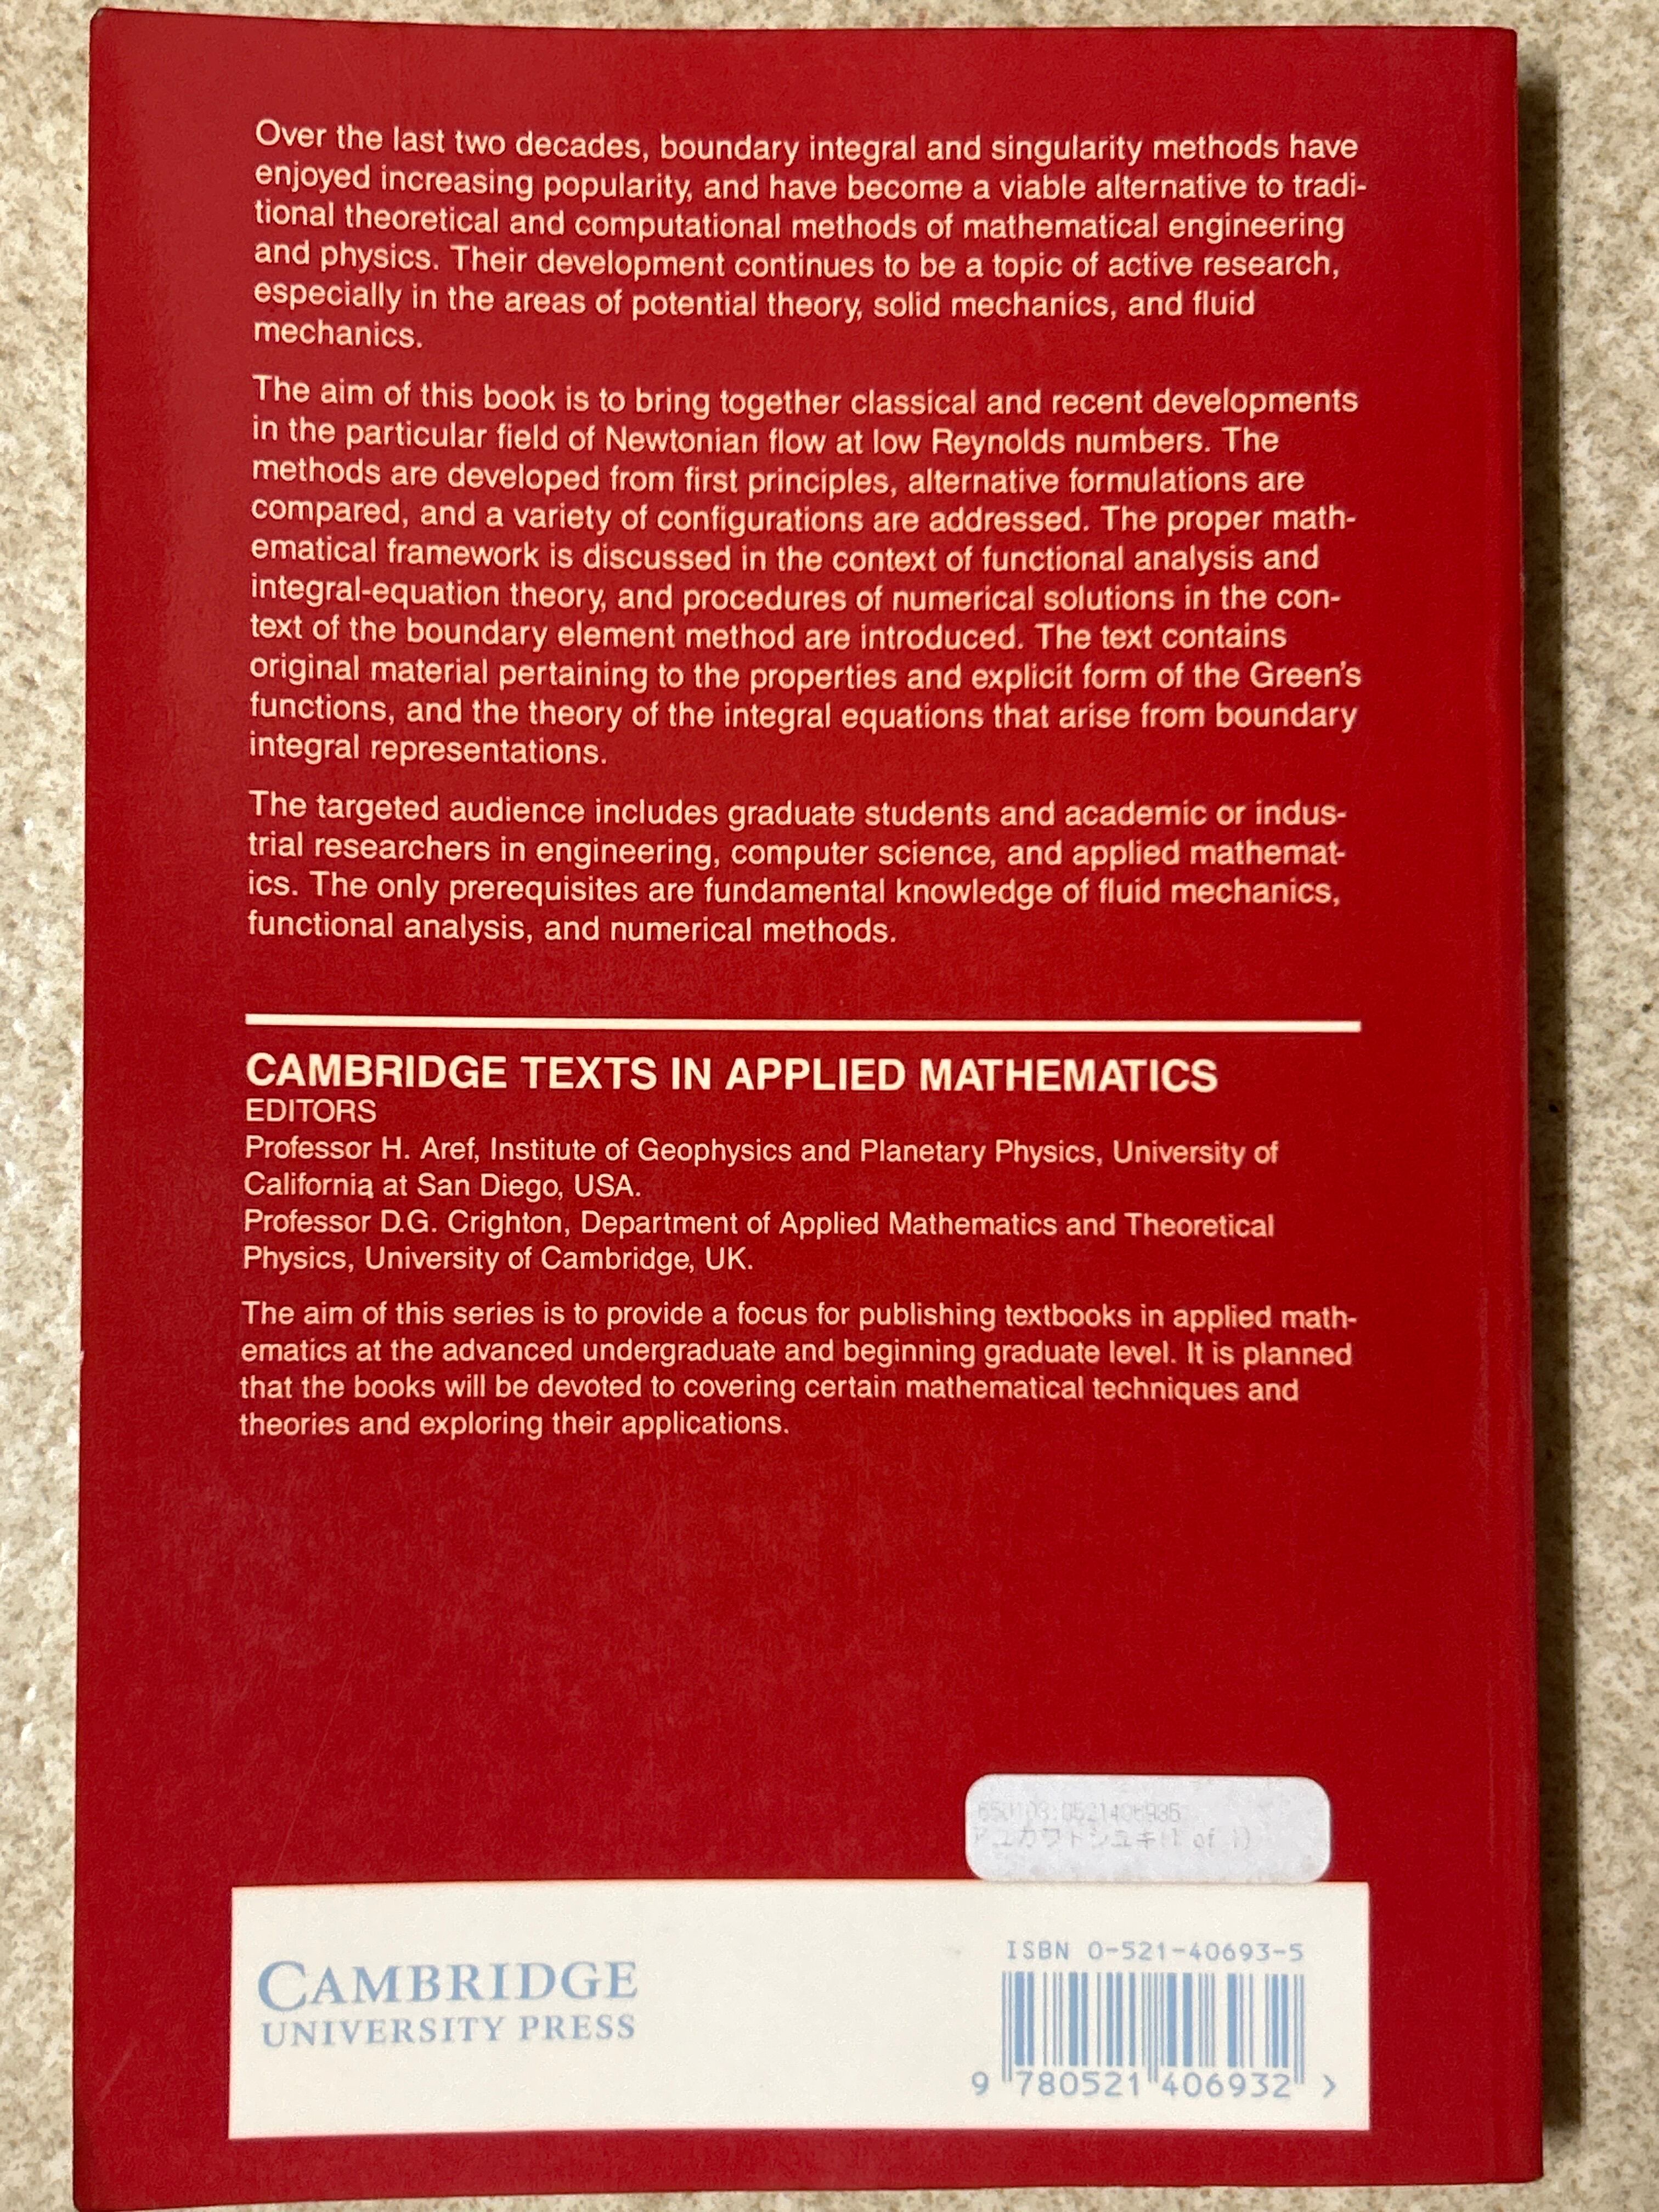 Over the last two decades, boundary integral and singularity methods have
enjoyed increasing popularity, and have become a viable alternative to tradi-
tional theoretical and computational methods of mathematical engineering
and physics. Their development continues to be a topic of active research,
especially in the areas of potential theory, solid mechanics, and fluid
mechanics.
The aim of this book is to bring together classical and recent developments
in the particular field of Newtonian flow at low Reynolds numbers. The
methods are developed from first principles, alternative formulations are
compared, and a variety of configurations are addressed. The proper math-
ematical framework is discussed in the context of functional analysis and
integral-equation theory, and procedures of numerical solutions in the con-
text of the boundary element method are introduced. The text contains
original material pertaining to the properties and explicit form of the Green's
functions, and the theory of the integral equations that arise from boundary
integral representations.
The targeted audience includes graduate students and academic or indus-
trial researchers in engineering, computer science, and applied mathemat-
ics. The only prerequisites are fundamental knowledge of fluid mechanics,
functional analysis, and numerical methods.
CAMBRIDGE TEXTS IN APPLIED MATHEMATICS
EDITORS
Professor H. Aref, Institute of Geophysics and Planetary Physics, University of
California at San Diego, USA.
Professor D.G. Crighton, Department of Applied Mathematics and Theoretical
Physics, University of Cambridge, UK.
The aim of this series is to provide a focus for publishing textbooks in applied math-
ematics at the advanced undergraduate and beginning graduate level. It is planned
that the books will be devoted to covering certain mathematical techniques and
theories and exploring their applications.
(1 of 1)
CAMBRIDGE
UNIVERSITY PRESS
ISBN 0-521-40693-5
9 780521 406932 >